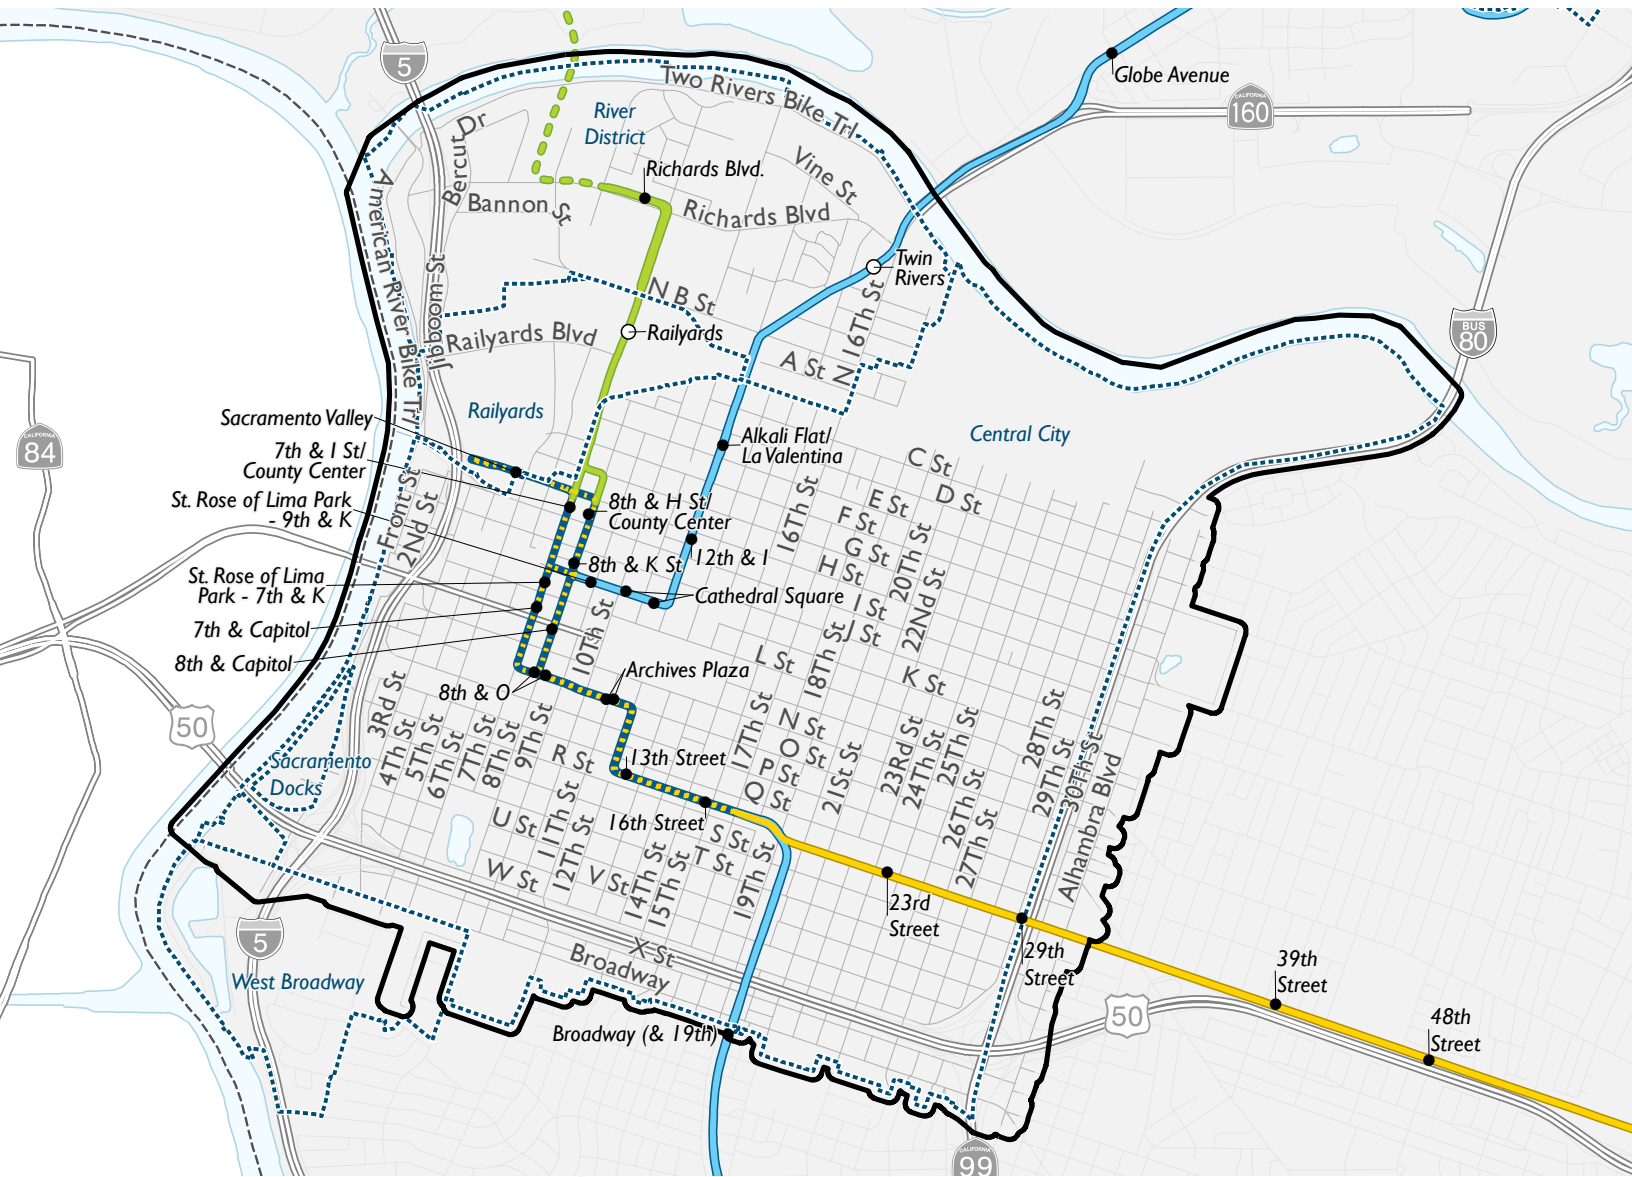 5
Globe Avenue
CALIFORNIA
160
Two Rivers Bike Trl
River
District
Bercut Dr
Vine St
Richards Blvd.
Bannon St
Richards Blvd
American River Bike Trl
Jibboom St
Twin
Rivers
N B St
N 16Th St
Railyards Blvd
Railyards
A St
BUS
80
CALIFORNIA
84
Railyards
Sacramento Valley
7th & I St/
County Center
St. Rose of Lima Park
- 9th & K
Alkali Flat/
La Valentina
Central City
C St
D St
E St
F St
G St
H St
I St
J St
16Th St
20Th St
22Nd St
18Th St
Front St
2Nd St
8th & H St/
County Center
12th & I
8th & K St
Cathedral Square
St. Rose of Lima
Park - 7th & K
7th & Capitol
8th & Capitol
10Th St
8th & O
Archives Plaza
L St
K St
N St
O St
P St
Q St
17Th St
21St St
23Rd St
24Th St
25Th St
26Th St
27Th St
28Th St
29Th St
30Th St
Alhambra Blvd
50
3Rd St
4Th St
5Th St
6Th St
7Th St
8Th St
9Th St
Sacramento
Docks
R St
13th Street
16th Street
U St
11Th St
12Th St
S St
T St
W St
V St
14Th St
15Th St
19Th St
23rd
Street
29th
Street
39th
Street
48th
Street
5
X St
Broadway
West Broadway
50
Broadway (& 19th)
CALIFORNIA
99